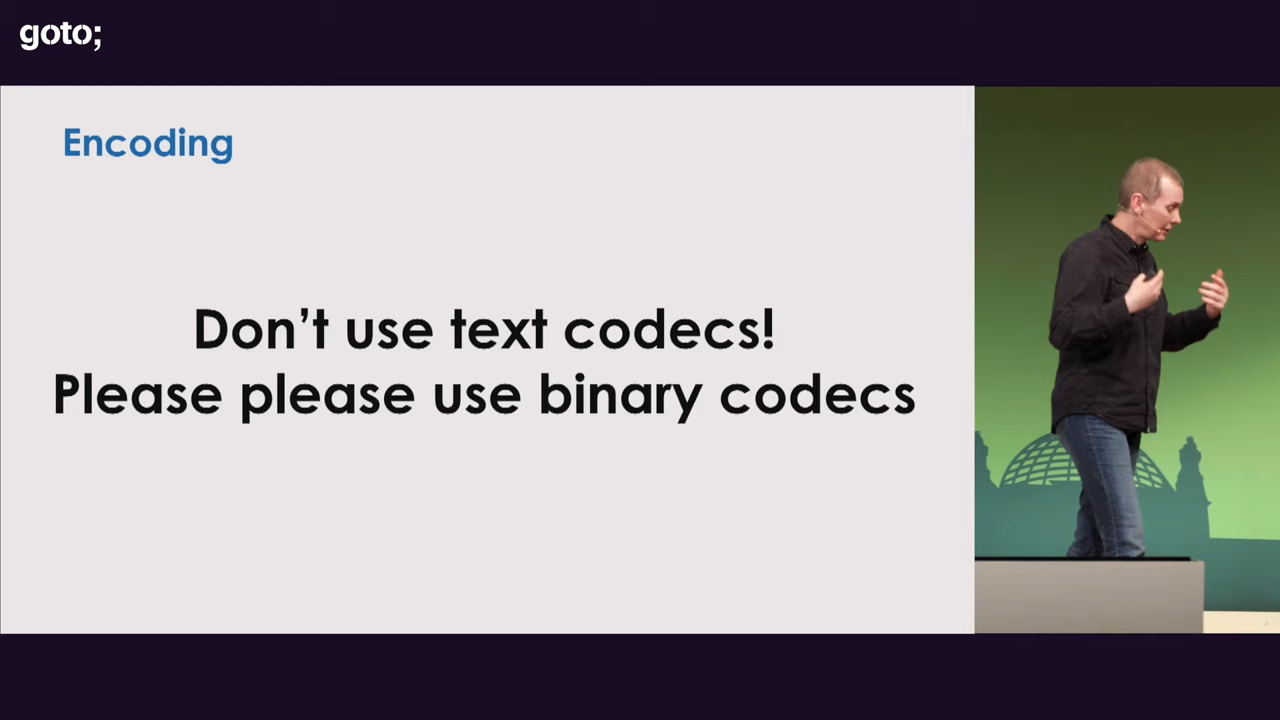 goto;
Encoding
Don't use text codecs!
Please please use binary codecs